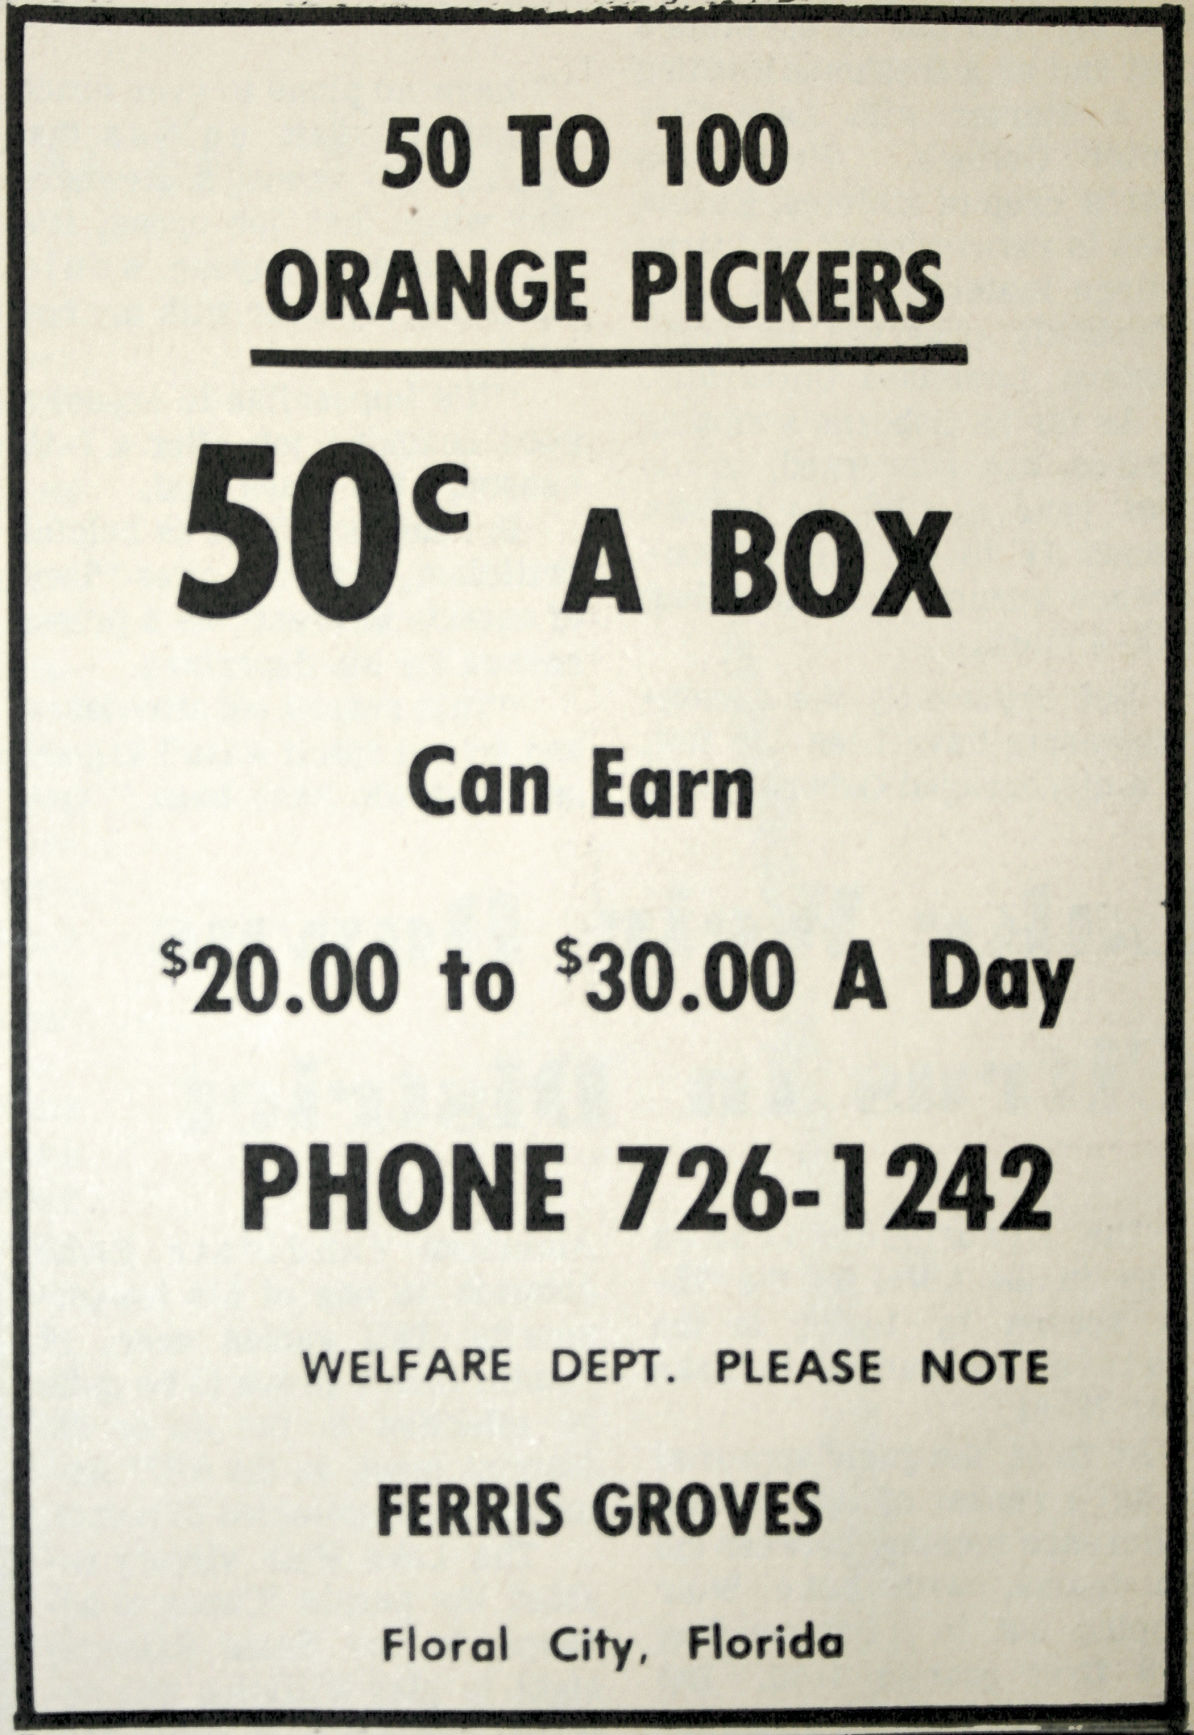 50 TO 100
ORANGE PICKERS
50c A BOX
Can Earn
$20.00 to $30.00 A Day
PHONE 726-1242
WELFARE DEPT. PLEASE NOTE
FERRIS GROVES
Floral City, Florida